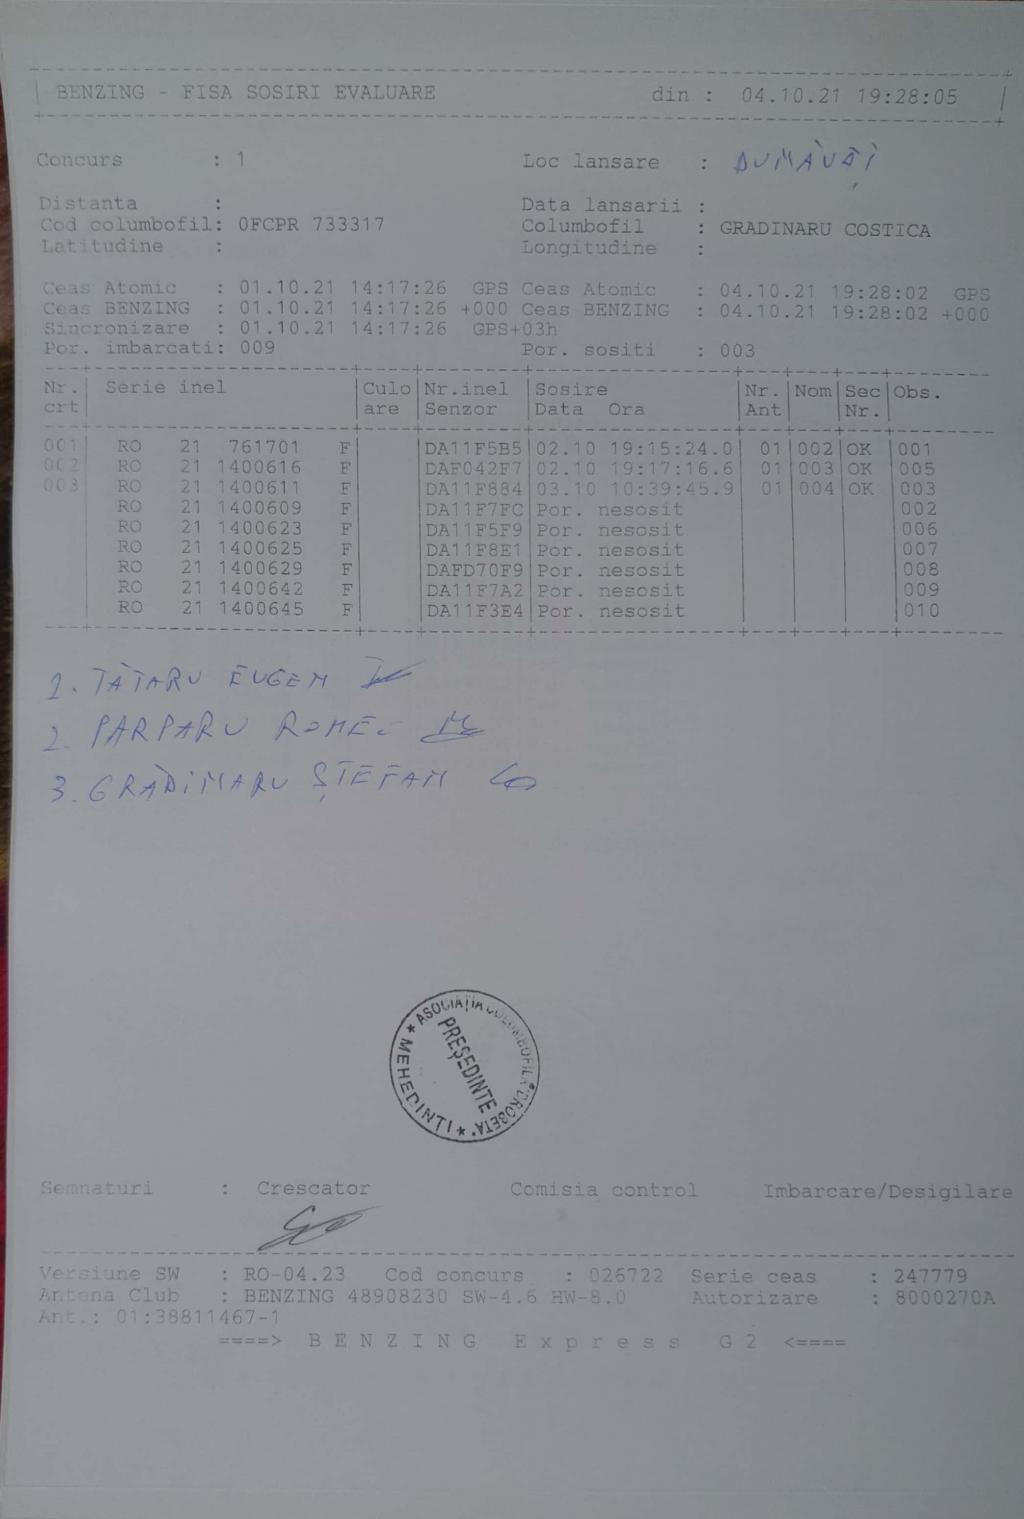 BENZING - FISA SOSIRI EVALUARE din : 04.10.21 19:28:05
Concurs : 1 Loc lansare :
Distanta : Data lansarii :
Cod columbofil: 0FCPR 733317 Columbofil : GRADINARU COSTICA
Latitudine : Longitudine :
Ceas Atomic : 01.10.21 14:17:26 GPS Ceas Atomic : 04.10.21 19:28:02 GPS
Ceas BENZING : 01.10.21 14:17:26 +000 Ceas BENZING : 04.10.21 19:28:02 +000
Sincronizare : 01.10.21 14:17:26 GPS+03h
Por. imbarcati: 009 Por. sositi : 003
Nr. Serie inel Culo Nr.inel Sosire Nr. Nom Sec Obs.
crt are Senzor Data Ora Ant Nr.
001 RO 21 761701 F DA11F5B5 02.10 19:15:24.0 01 002 OK 001
002 RO 21 1400616 F DAF042F7 02.10 19:17:16.6 01 003 OK 005
003 RO 21 1400611 F DA11F884 03.10 10:39:45.9 01 004 OK 003
RO 21 1400609 F DA11F7FC Por. nesosit 002
RO 21 1400623 F DA11F5F9 Por. nesosit 006
RO 21 1400625 F DA11F8E1 Por. nesosit 007
RO 21 1400629 F DAFD70F9 Por. nesosit 008
RO 21 1400642 F DA11F7A2 Por. nesosit 009
RO 21 1400645 F DA11F3E4 Por. nesosit 010
1. TĂTARU EUGEN
2. PARPARU
3. GRĂDINARU ȘTEFAN
ASOCIAȚIA COLUMBOFILA "DROBETA" * MEHEDINTI *
PREȘEDINTE
Semnaturi : Crescator Comisia control Imbarcare/Desigilare
Versiune SW : RO-04.23 Cod concurs : 026722 Serie ceas : 247779
Antena Club : BENZING 48908230 SW-4.6 HW-8.0 Autorizare : 8000270A
Ant.: 01:38811467-1
====> B E N Z I N G E x p r e s s G 2 <====